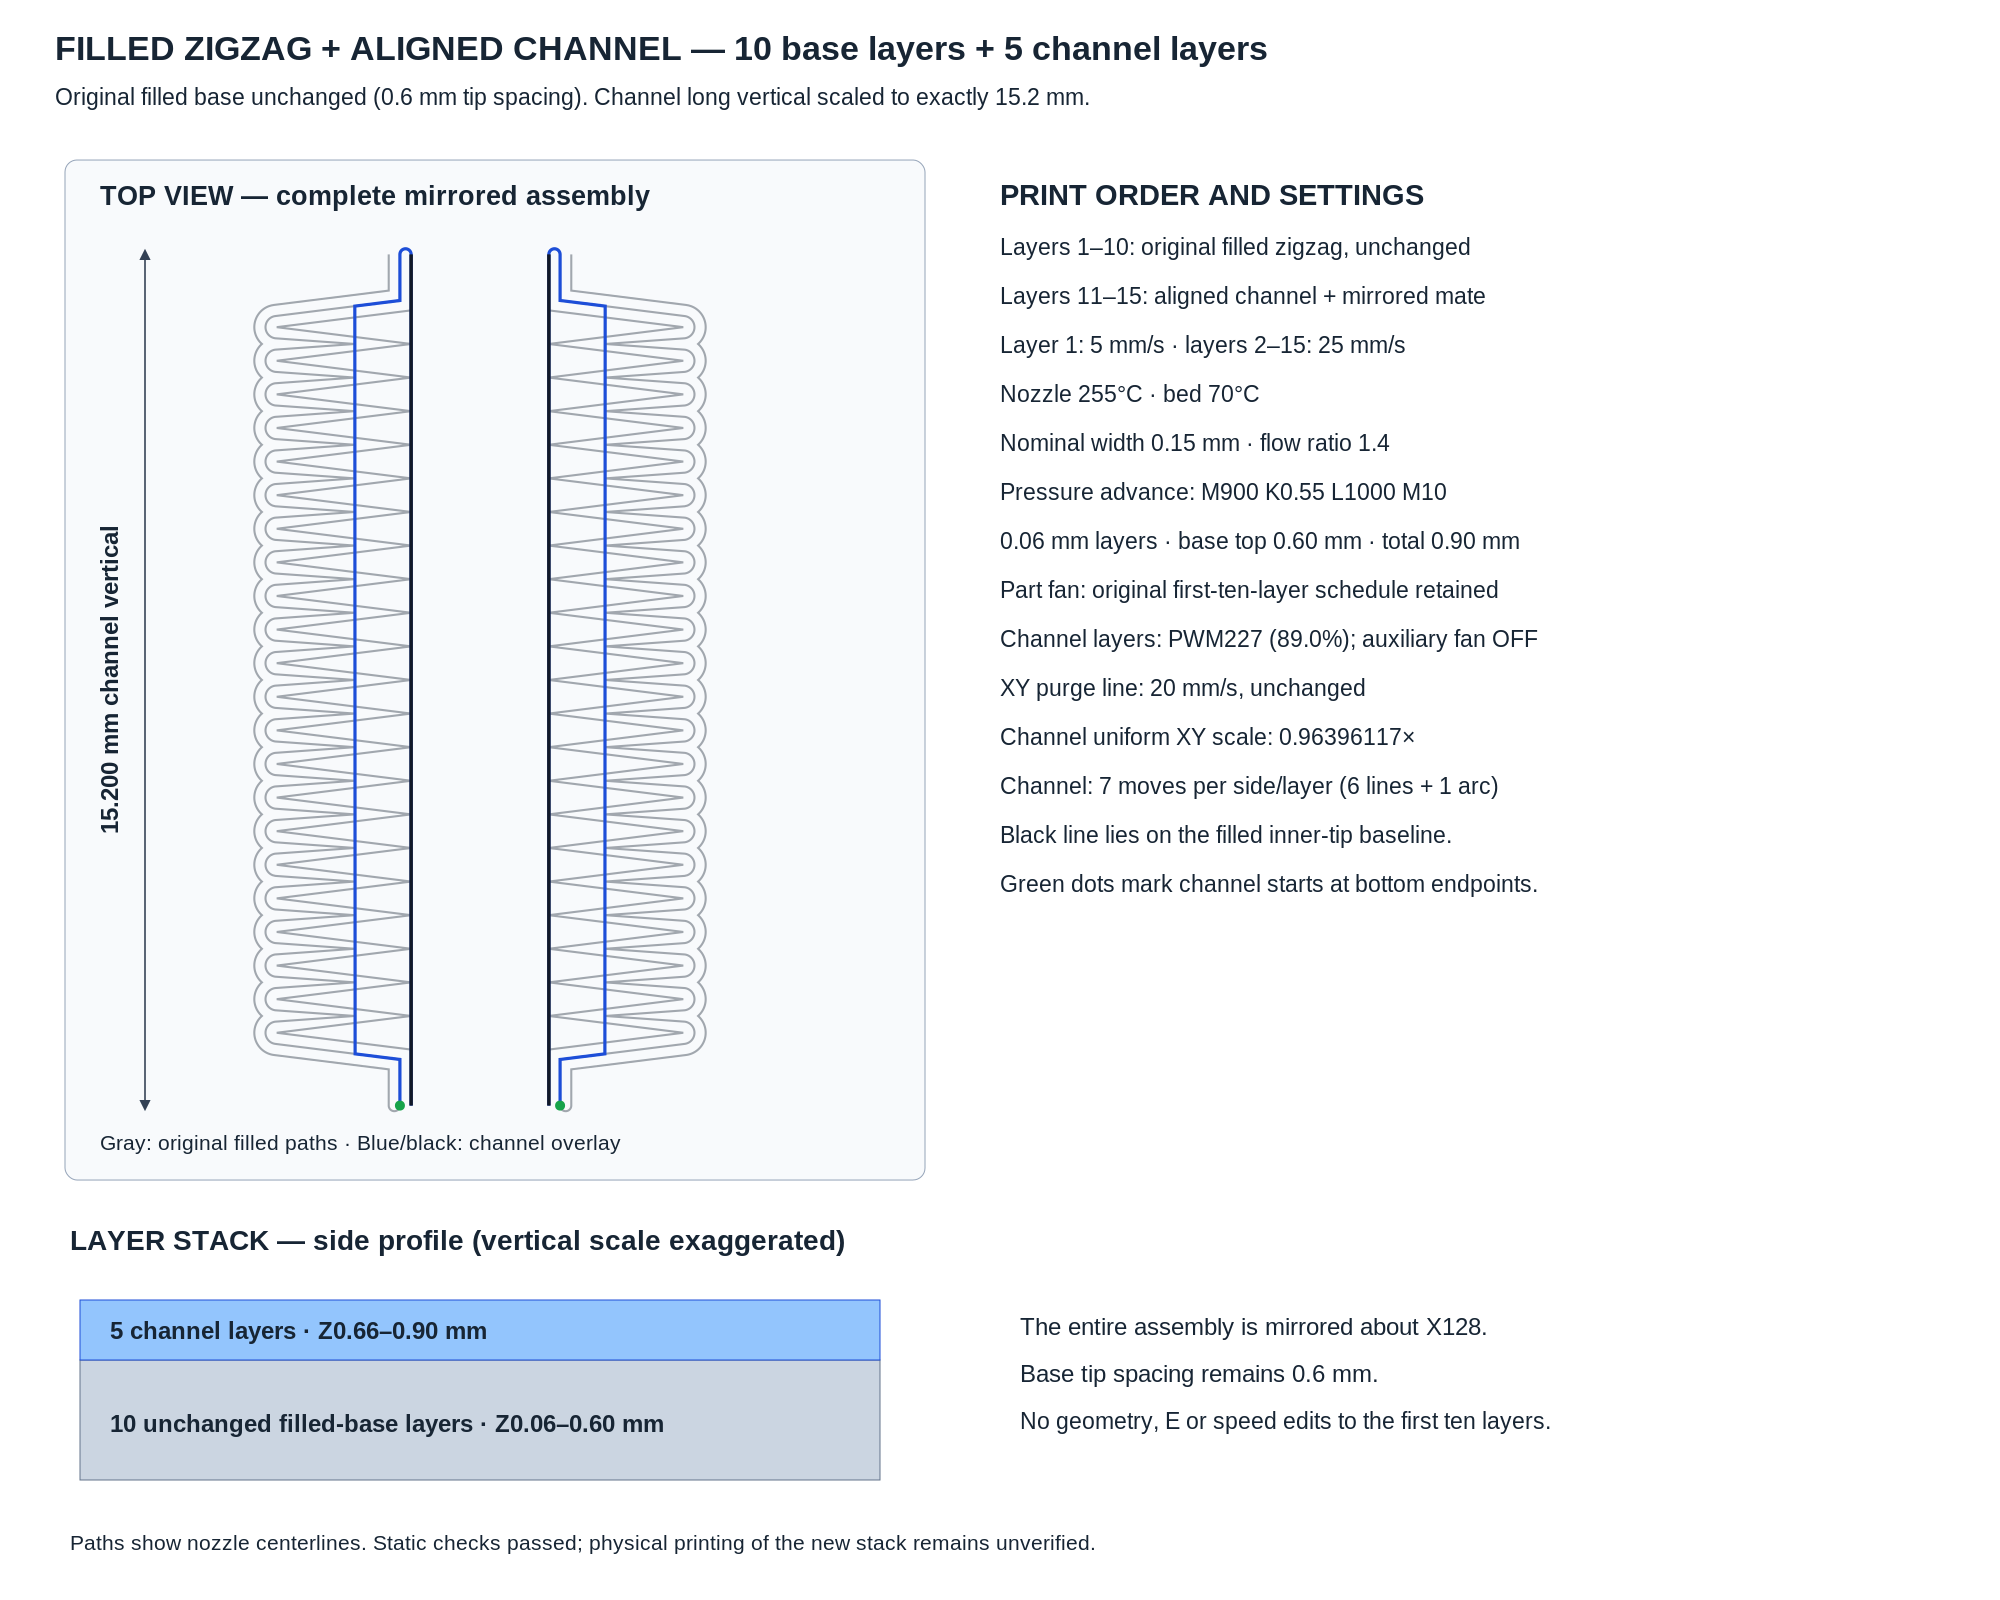 FILLED ZIGZAG + ALIGNED CHANNEL — 10 base layers + 5 channel layers
Original filled base unchanged (0.6 mm tip spacing). Channel long vertical scaled to exactly 15.2 mm.
TOP VIEW — complete mirrored assembly
15.200 mm channel vertical
Gray: original filled paths · Blue/black: channel overlay
PRINT ORDER AND SETTINGS
Layers 1–10: original filled zigzag, unchanged
Layers 11–15: aligned channel + mirrored mate
Layer 1: 5 mm/s · layers 2–15: 25 mm/s
Nozzle 255°C · bed 70°C
Nominal width 0.15 mm · flow ratio 1.4
Pressure advance: M900 K0.55 L1000 M10
0.06 mm layers · base top 0.60 mm · total 0.90 mm
Part fan: original first-ten-layer schedule retained
Channel layers: PWM227 (89.0%); auxiliary fan OFF
XY purge line: 20 mm/s, unchanged
Channel uniform XY scale: 0.96396117×
Channel: 7 moves per side/layer (6 lines + 1 arc)
Black line lies on the filled inner-tip baseline.
Green dots mark channel starts at bottom endpoints.
LAYER STACK — side profile (vertical scale exaggerated)
5 channel layers · Z0.66–0.90 mm
10 unchanged filled-base layers · Z0.06–0.60 mm
The entire assembly is mirrored about X128.
Base tip spacing remains 0.6 mm.
No geometry, E or speed edits to the first ten layers.
Paths show nozzle centerlines. Static checks passed; physical printing of the new stack remains unverified.